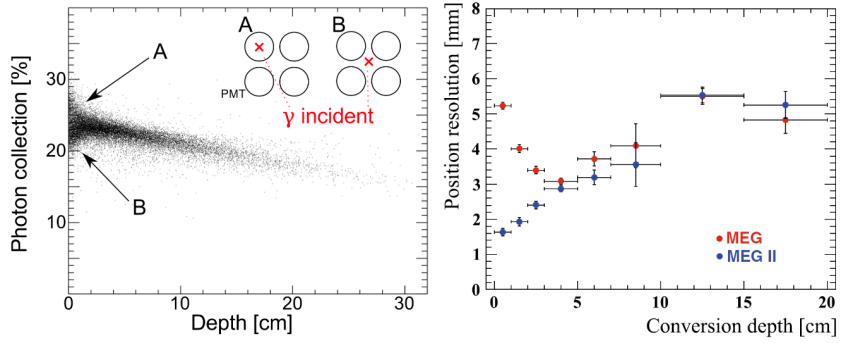 Photon collection [%]
30
20
10
0
10
20
30
Depth [cm]
A
B
A
B
PMT
γ incident
Position resolution [mm]
8
7
6
5
4
3
2
1
0
0
5
10
15
20
Conversion depth [cm]
MEG
MEG II